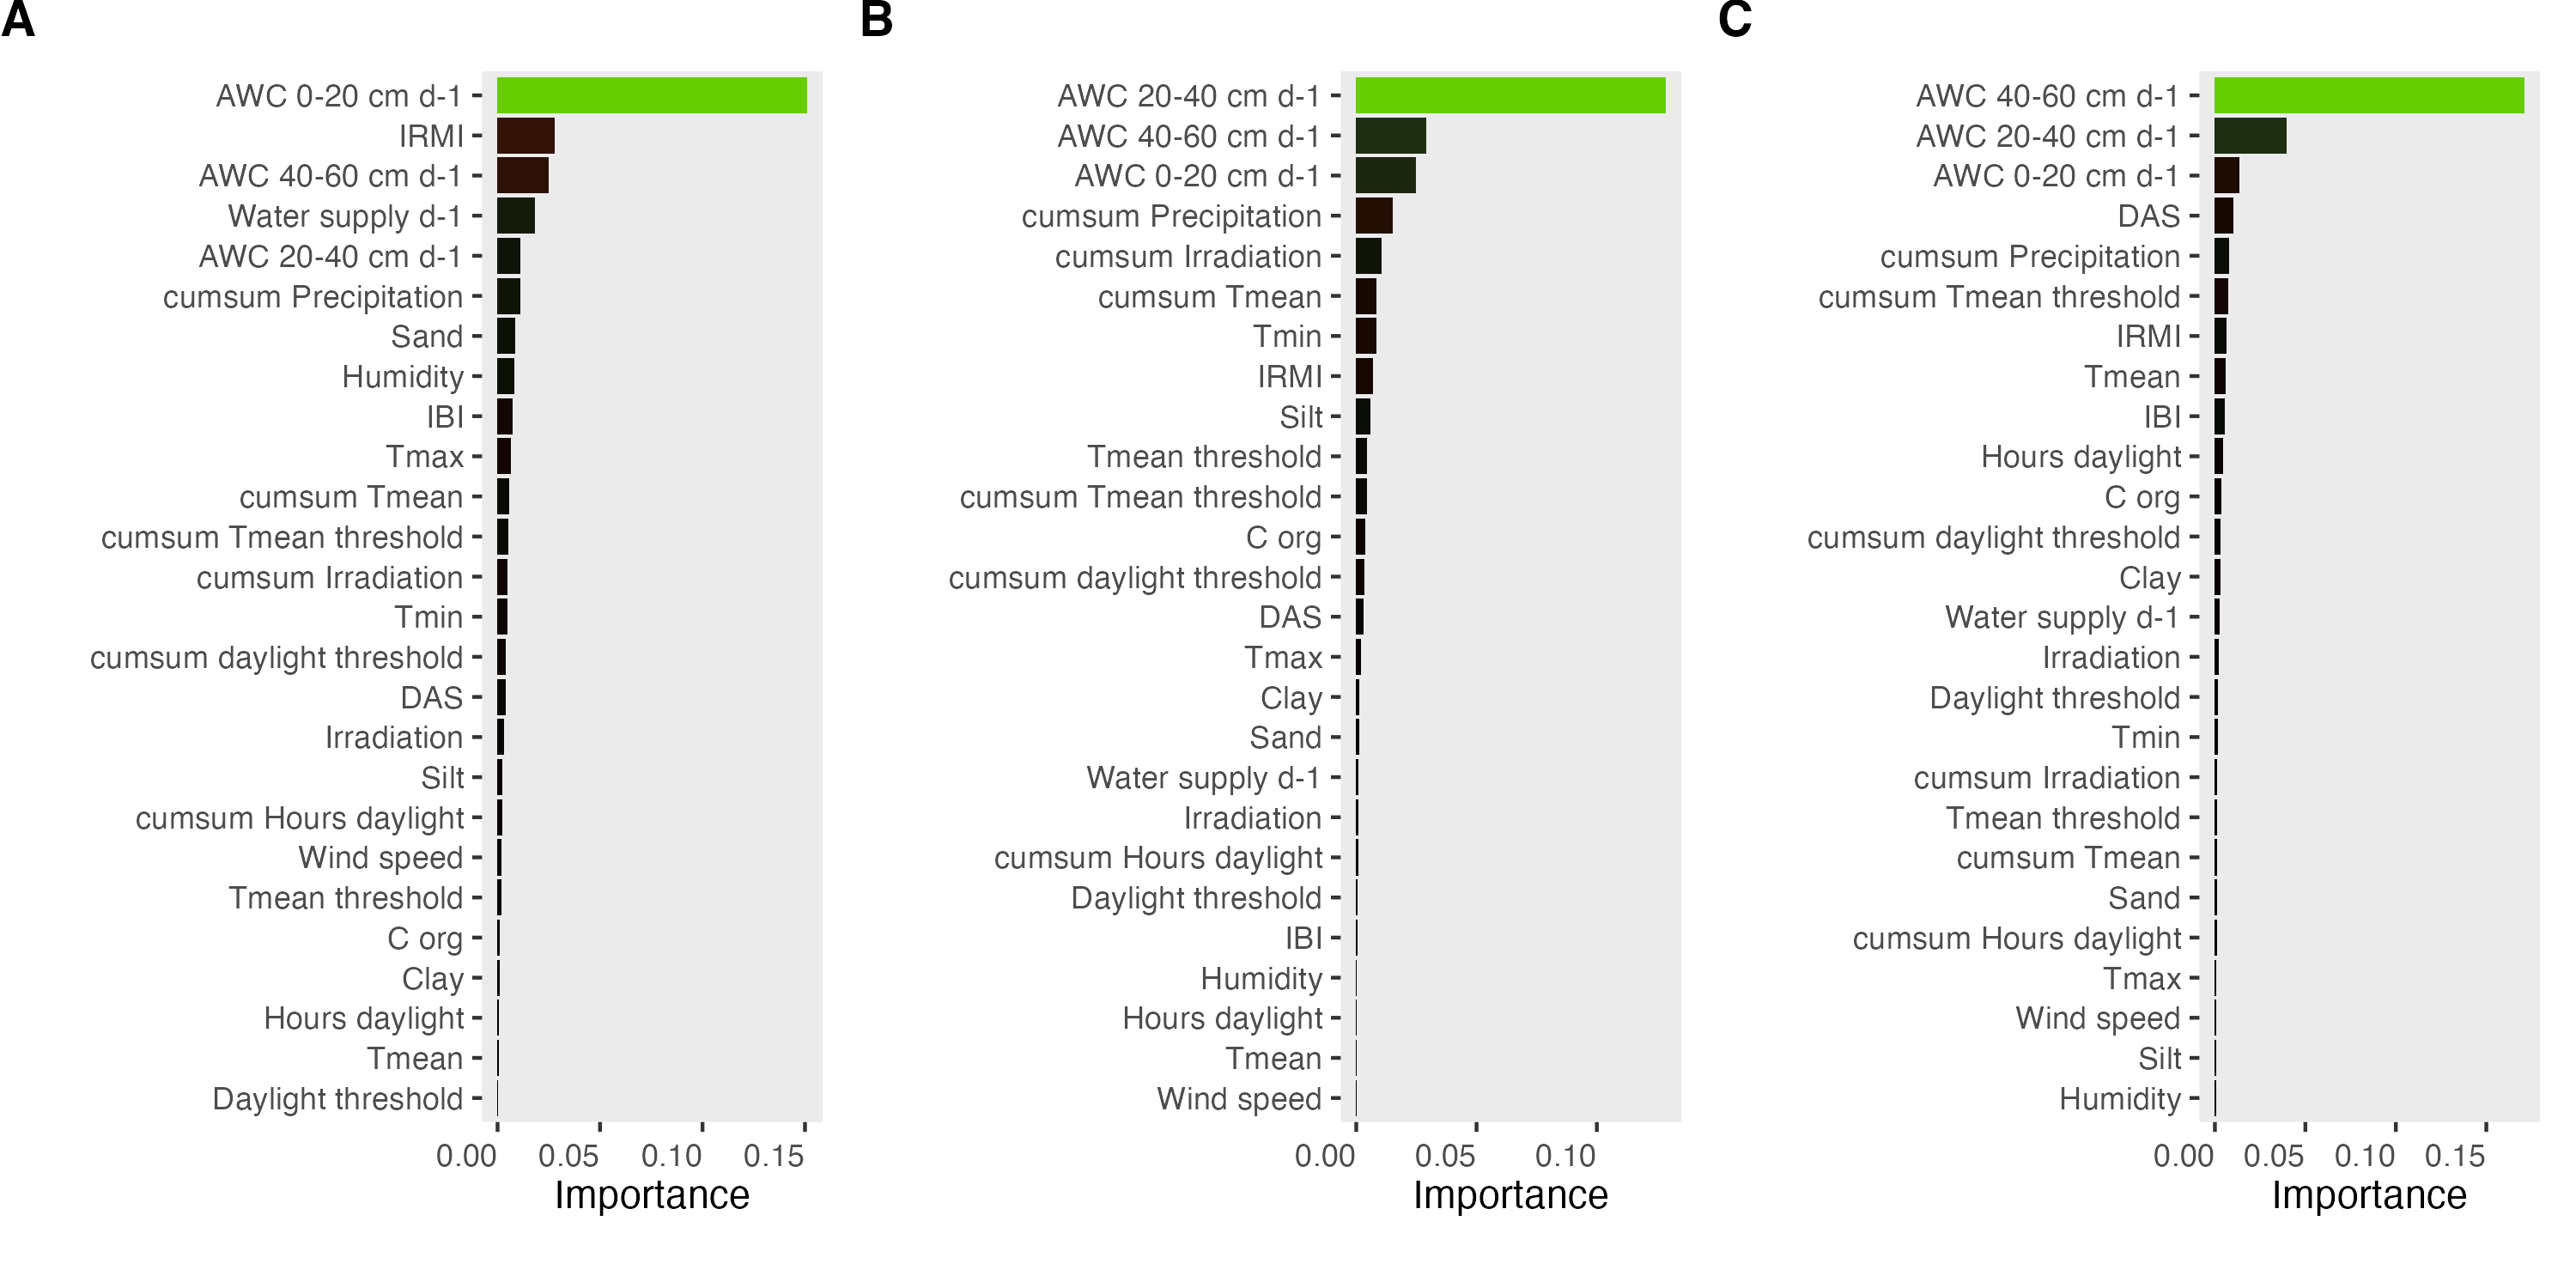 A
AWC 0-20 cm d-1
IRMI
AWC 40-60 cm d-1
Water supply d-1
AWC 20-40 cm d-1
cumsum Precipitation
Sand
Humidity
IBI
Tmax
cumsum Tmean
cumsum Tmean threshold
cumsum Irradiation
Tmin
cumsum daylight threshold
DAS
Irradiation
Silt
cumsum Hours daylight
Wind speed
Tmean threshold
C org
Clay
Hours daylight
Tmean
Daylight threshold
0.00 0.05 0.10 0.15
Importance
B
AWC 20-40 cm d-1
AWC 40-60 cm d-1
AWC 0-20 cm d-1
cumsum Precipitation
cumsum Irradiation
cumsum Tmean
Tmin
IRMI
Silt
Tmean threshold
cumsum Tmean threshold
C org
cumsum daylight threshold
DAS
Tmax
Clay
Sand
Water supply d-1
Irradiation
cumsum Hours daylight
Daylight threshold
IBI
Humidity
Hours daylight
Tmean
Wind speed
0.00 0.05 0.10
Importance
C
AWC 40-60 cm d-1
AWC 20-40 cm d-1
AWC 0-20 cm d-1
DAS
cumsum Precipitation
cumsum Tmean threshold
IRMI
Tmean
IBI
Hours daylight
C org
cumsum daylight threshold
Clay
Water supply d-1
Irradiation
Daylight threshold
Tmin
cumsum Irradiation
Tmean threshold
cumsum Tmean
Sand
cumsum Hours daylight
Tmax
Wind speed
Silt
Humidity
0.00 0.05 0.10 0.15
Importance